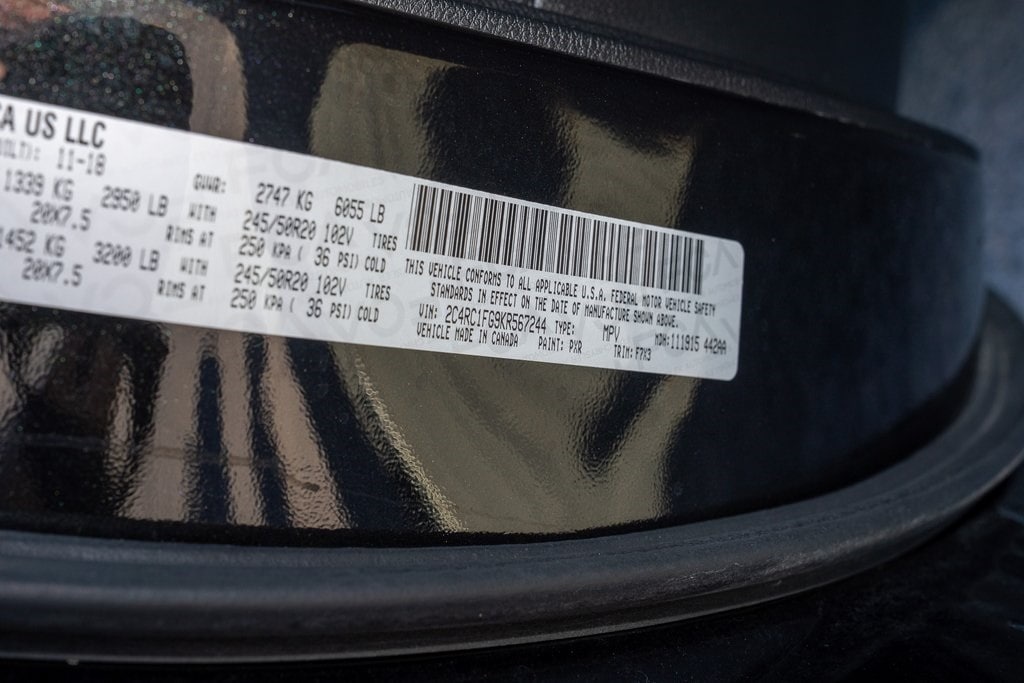 A US LLC
11-18
GVWR: 2747 KG 6055 LB
1339 KG 2950 LB WITH 245/50R20 102V TIRES
20X7.5 RIMS AT 250 KPA ( 36 PSI) COLD
1452 KG 3200 LB WITH 245/50R20 102V TIRES
20X7.5 RIMS AT 250 KPA ( 36 PSI) COLD
THIS VEHICLE CONFORMS TO ALL APPLICABLE U.S.A. FEDERAL MOTOR VEHICLE SAFETY
STANDARDS IN EFFECT ON THE DATE OF MANUFACTURE SHOWN ABOVE.
VIN: 2C4RC1FG9KR567244 TYPE: MPV MDH:111915 442AA
VEHICLE MADE IN CANADA PAINT: PXR TRIM:F7X3